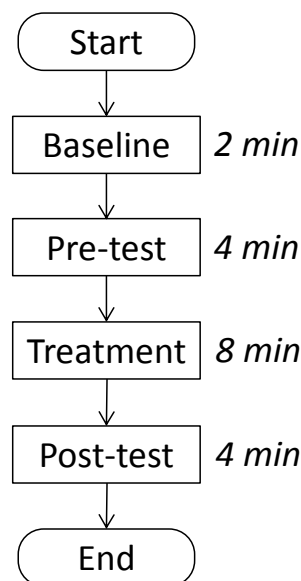 Start
Baseline 2 min
Pre-test 4 min
Treatment 8 min
Post-test 4 min
End